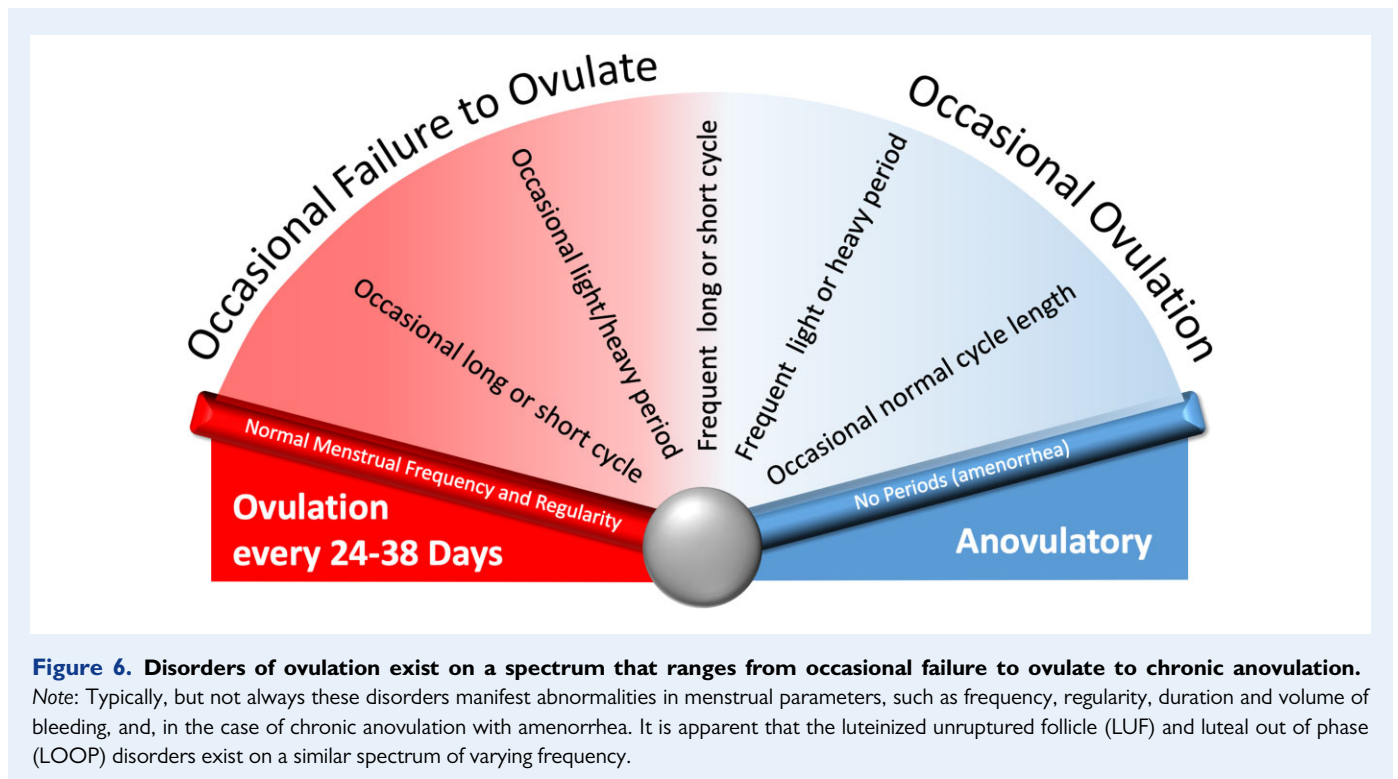 Occasional Failure to Ovulate
Occasional Ovulation
Occasional long or short cycle
Occasional light/heavy period
Frequent long or short cycle
Frequent light or heavy period
Occasional normal cycle length
Normal Menstrual Frequency and Regularity
No Periods (amenorrhea)
Ovulation
every 24-38 Days
Anovulatory
Figure 6. Disorders of ovulation exist on a spectrum that ranges from occasional failure to ovulate to chronic anovulation.
Note: Typically, but not always these disorders manifest abnormalities in menstrual parameters, such as frequency, regularity, duration and volume of
bleeding, and, in the case of chronic anovulation with amenorrhea. It is apparent that the luteinized unruptured follicle (LUF) and luteal out of phase
(LOOP) disorders exist on a similar spectrum of varying frequency.